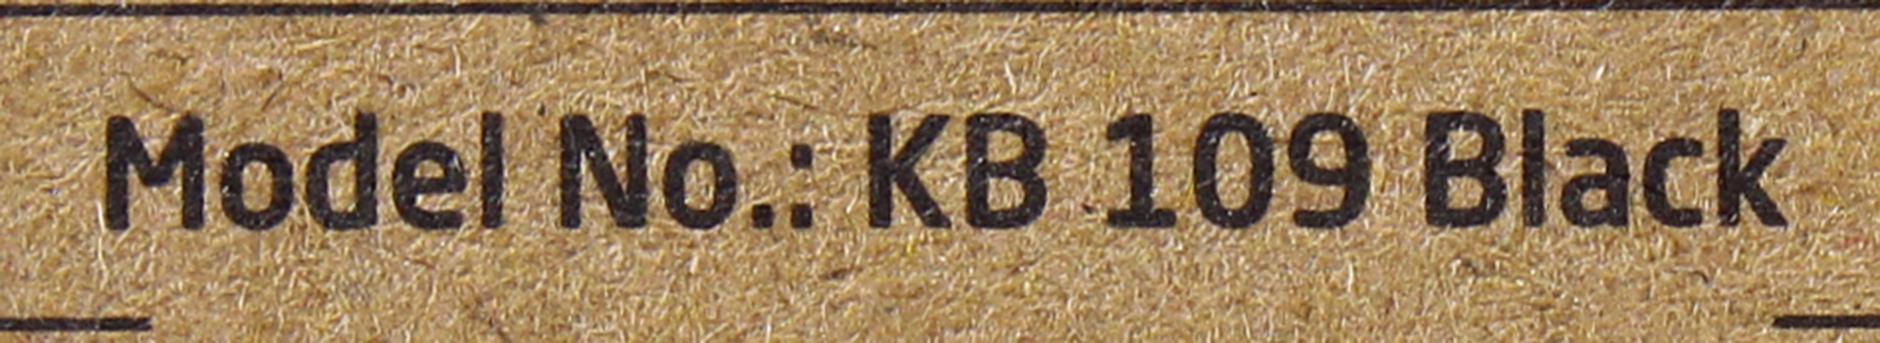 Model No.: KB 109 Black